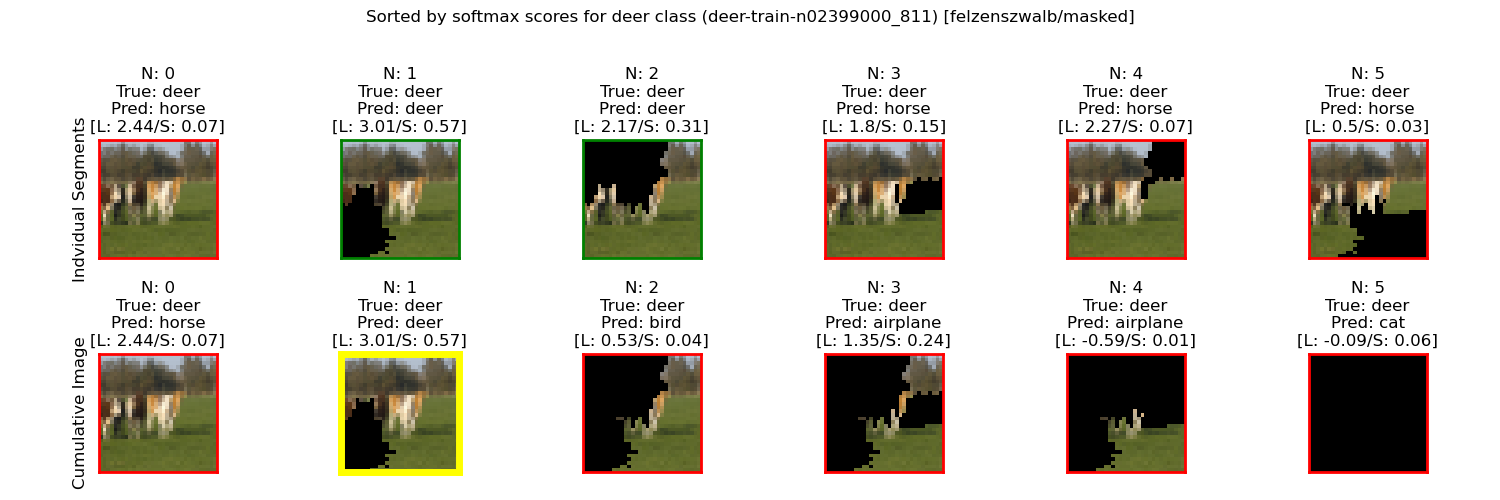 Sorted by softmax scores for deer class (deer-train-n02399000_811) [felzenszwalb/masked]
Indvidual Segments
N: 0
True: deer
Pred: horse
[L: 2.44/S: 0.07]
N: 1
True: deer
Pred: deer
[L: 3.01/S: 0.57]
N: 2
True: deer
Pred: deer
[L: 2.17/S: 0.31]
N: 3
True: deer
Pred: horse
[L: 1.8/S: 0.15]
N: 4
True: deer
Pred: horse
[L: 2.27/S: 0.07]
N: 5
True: deer
Pred: horse
[L: 0.5/S: 0.03]
Cumulative Image
N: 0
True: deer
Pred: horse
[L: 2.44/S: 0.07]
N: 1
True: deer
Pred: deer
[L: 3.01/S: 0.57]
N: 2
True: deer
Pred: bird
[L: 0.53/S: 0.04]
N: 3
True: deer
Pred: airplane
[L: 1.35/S: 0.24]
N: 4
True: deer
Pred: airplane
[L: -0.59/S: 0.01]
N: 5
True: deer
Pred: cat
[L: -0.09/S: 0.06]